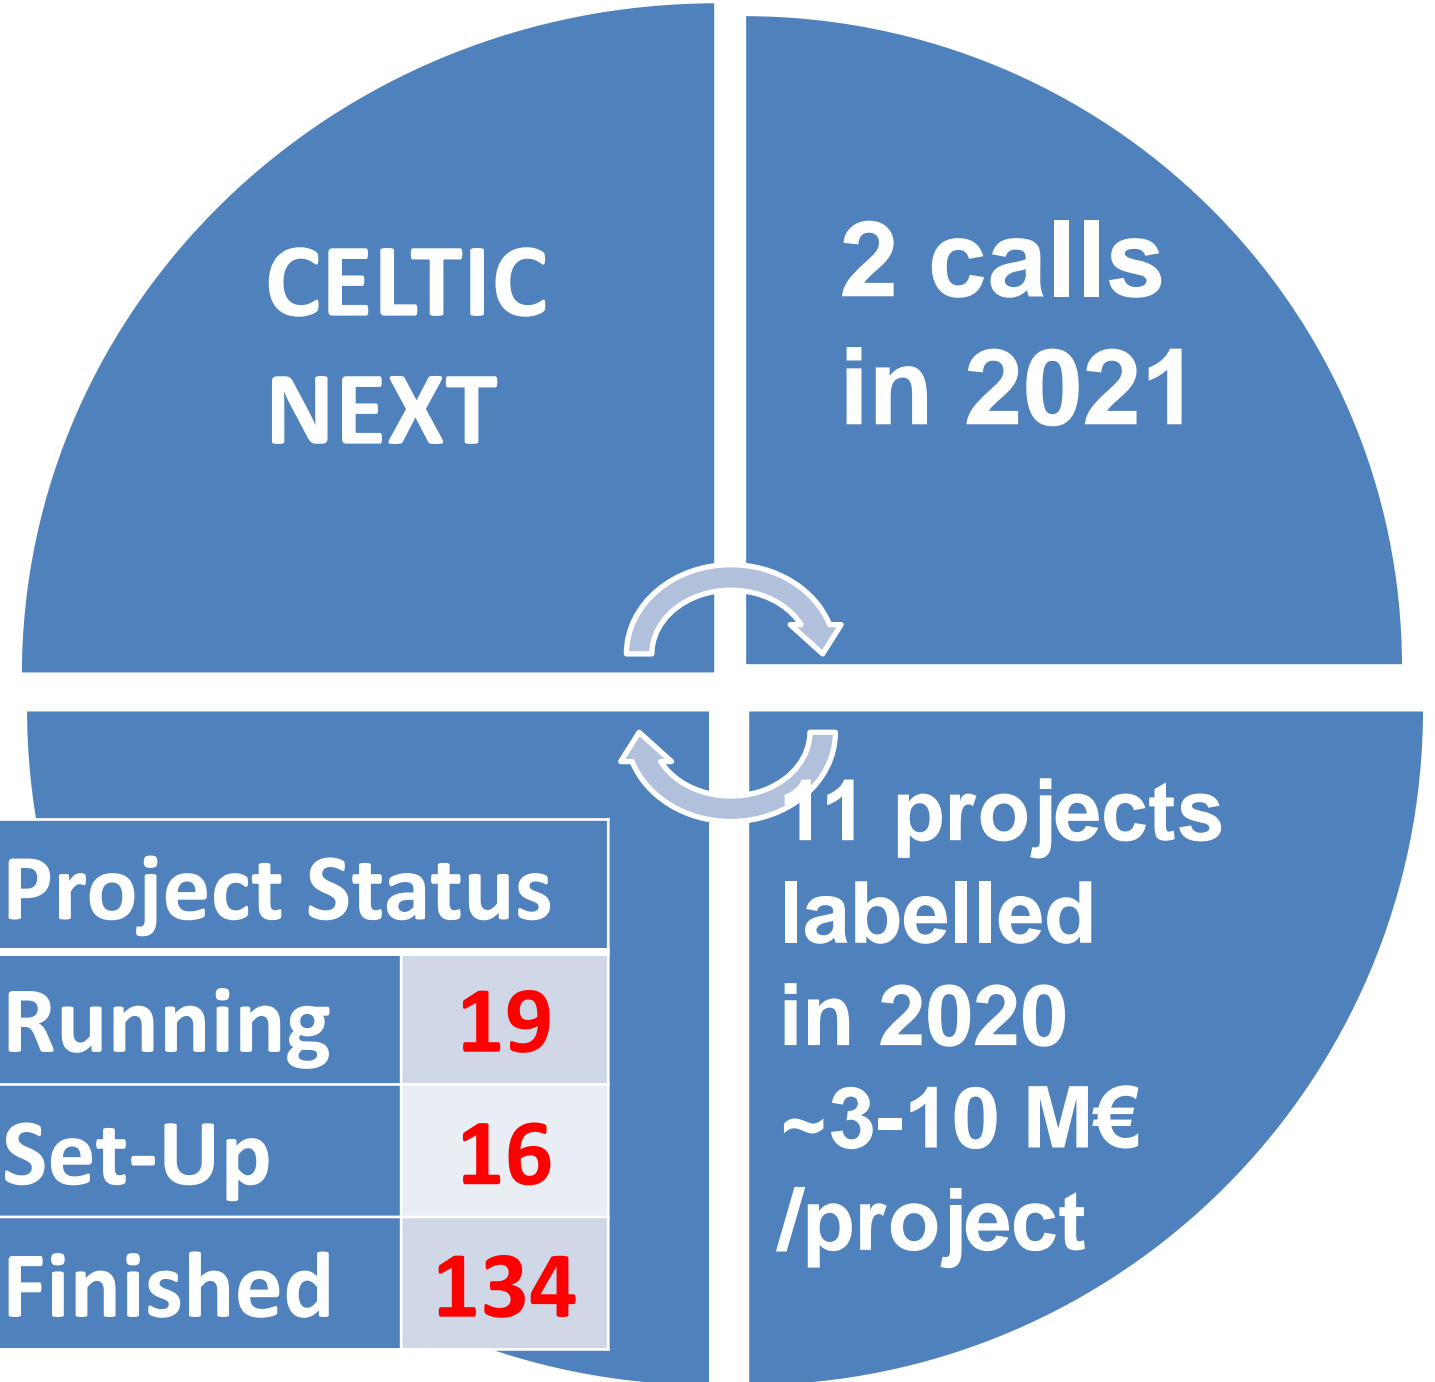 CELTIC
NEXT
2 calls
in 2021
11 projects
labelled
in 2020
~3-10 M€
/project
Project Status
Running 19
Set-Up 16
Finished 134